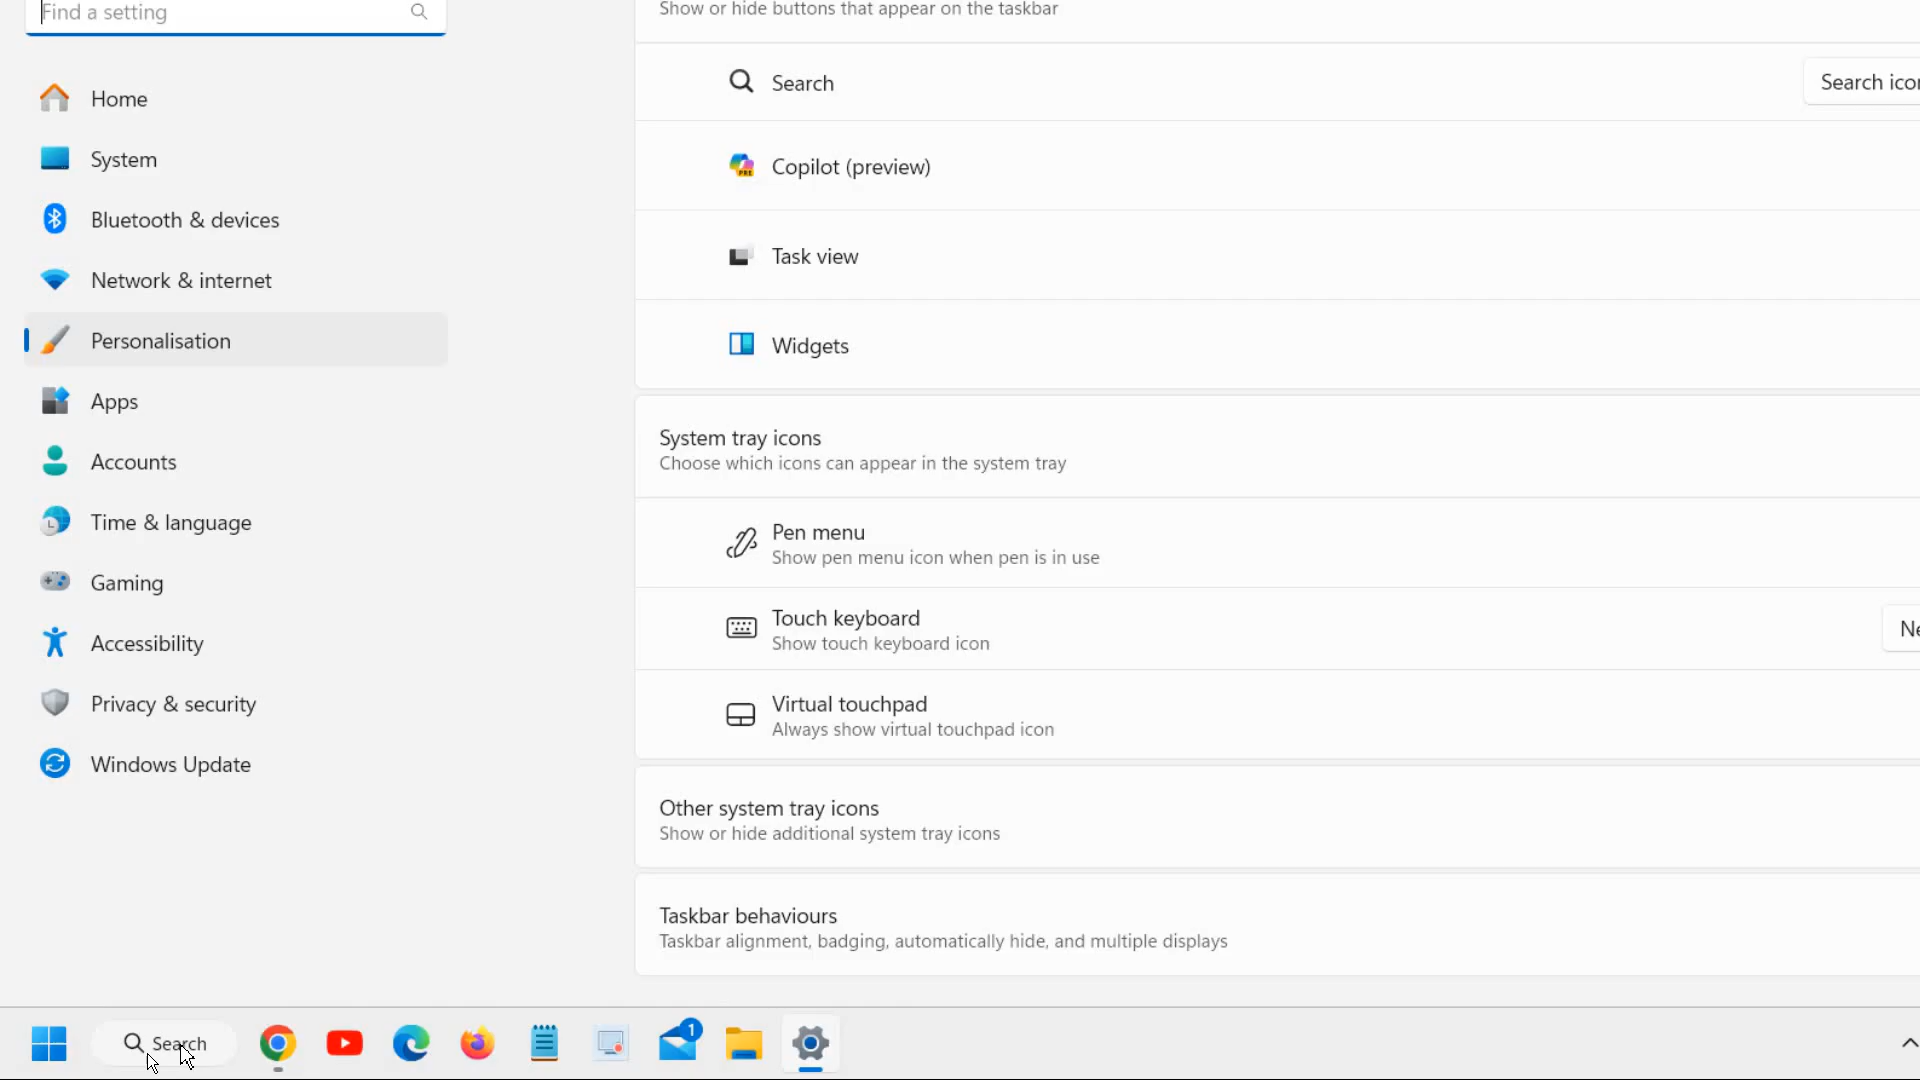 Find a setting
Home
System
Bluetooth & devices
Network & internet
Personalisation
Apps
Accounts
Time & language
Gaming
Accessibility
Privacy & security
Windows Update
Show or hide buttons that appear on the taskbar
Search
Search icon
Copilot (preview)
PRE
Task view
Widgets
System tray icons
Choose which icons can appear in the system tray
Pen menu
Show pen menu icon when pen is in use
Touch keyboard
Show touch keyboard icon
Virtual touchpad
Always show virtual touchpad icon
Other system tray icons
Show or hide additional system tray icons
Taskbar behaviours
Taskbar alignment, badging, automatically hide, and multiple displays
Search
1